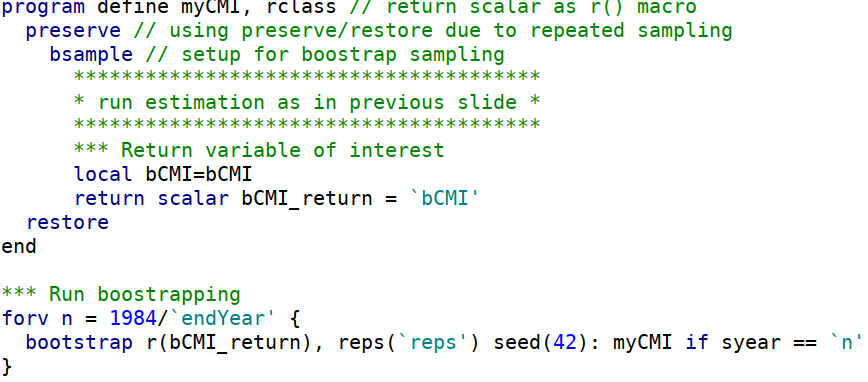 program define myCMI, rclass // return scalar as r() macro
  preserve // using preserve/restore due to repeated sampling
    bsample // setup for boostrap sampling
      ***************************************
      * run estimation as in previous slide *
      ***************************************
      *** Return variable of interest
      local bCMI=bCMI
      return scalar bCMI_return = `bCMI'
  restore
end

*** Run boostrapping
forv n = 1984/`endYear' {
  bootstrap r(bCMI_return), reps(`reps') seed(42): myCMI if syear == `n'
}